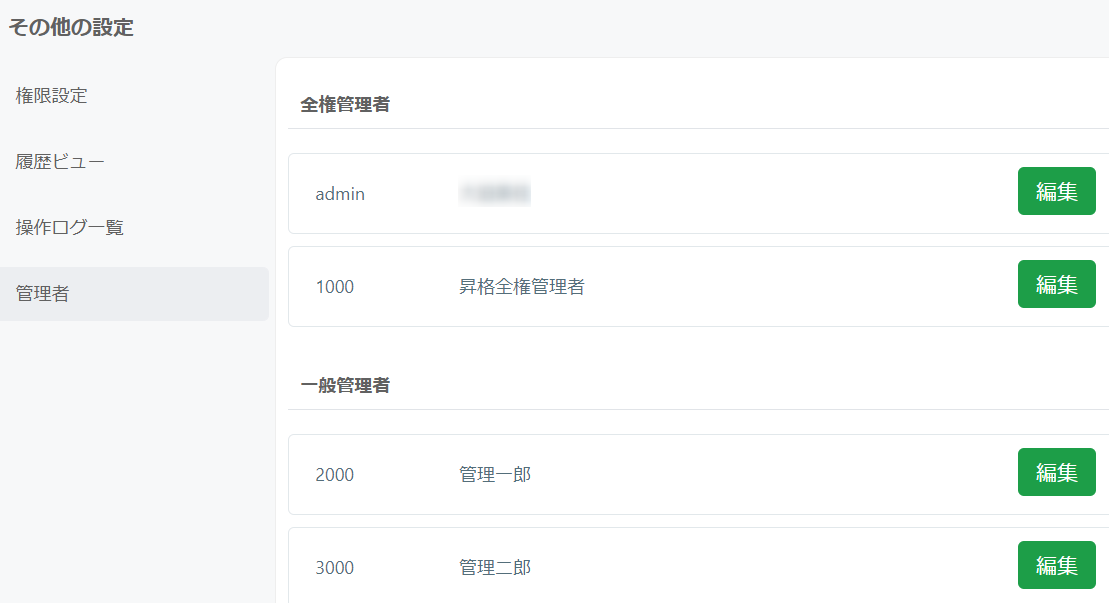 その他の設定
権限設定
履歴ビュー
操作ログ一覧
管理者
全権管理者
admin 編集
1000 昇格全権管理者 編集
一般管理者
2000 管理一郎 編集
3000 管理二郎 編集